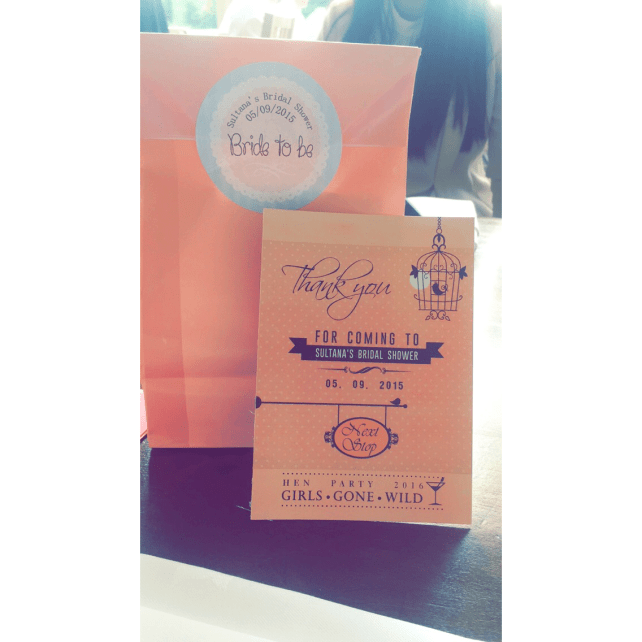 Sultana's Bridal Shower
05/09/2015
Bride to be
Thank you
FOR COMING TO
SULTANA'S BRIDAL SHOWER
05. 09. 2015
Next
Stop
HEN PARTY 2016
GIRLS • GONE • WILD